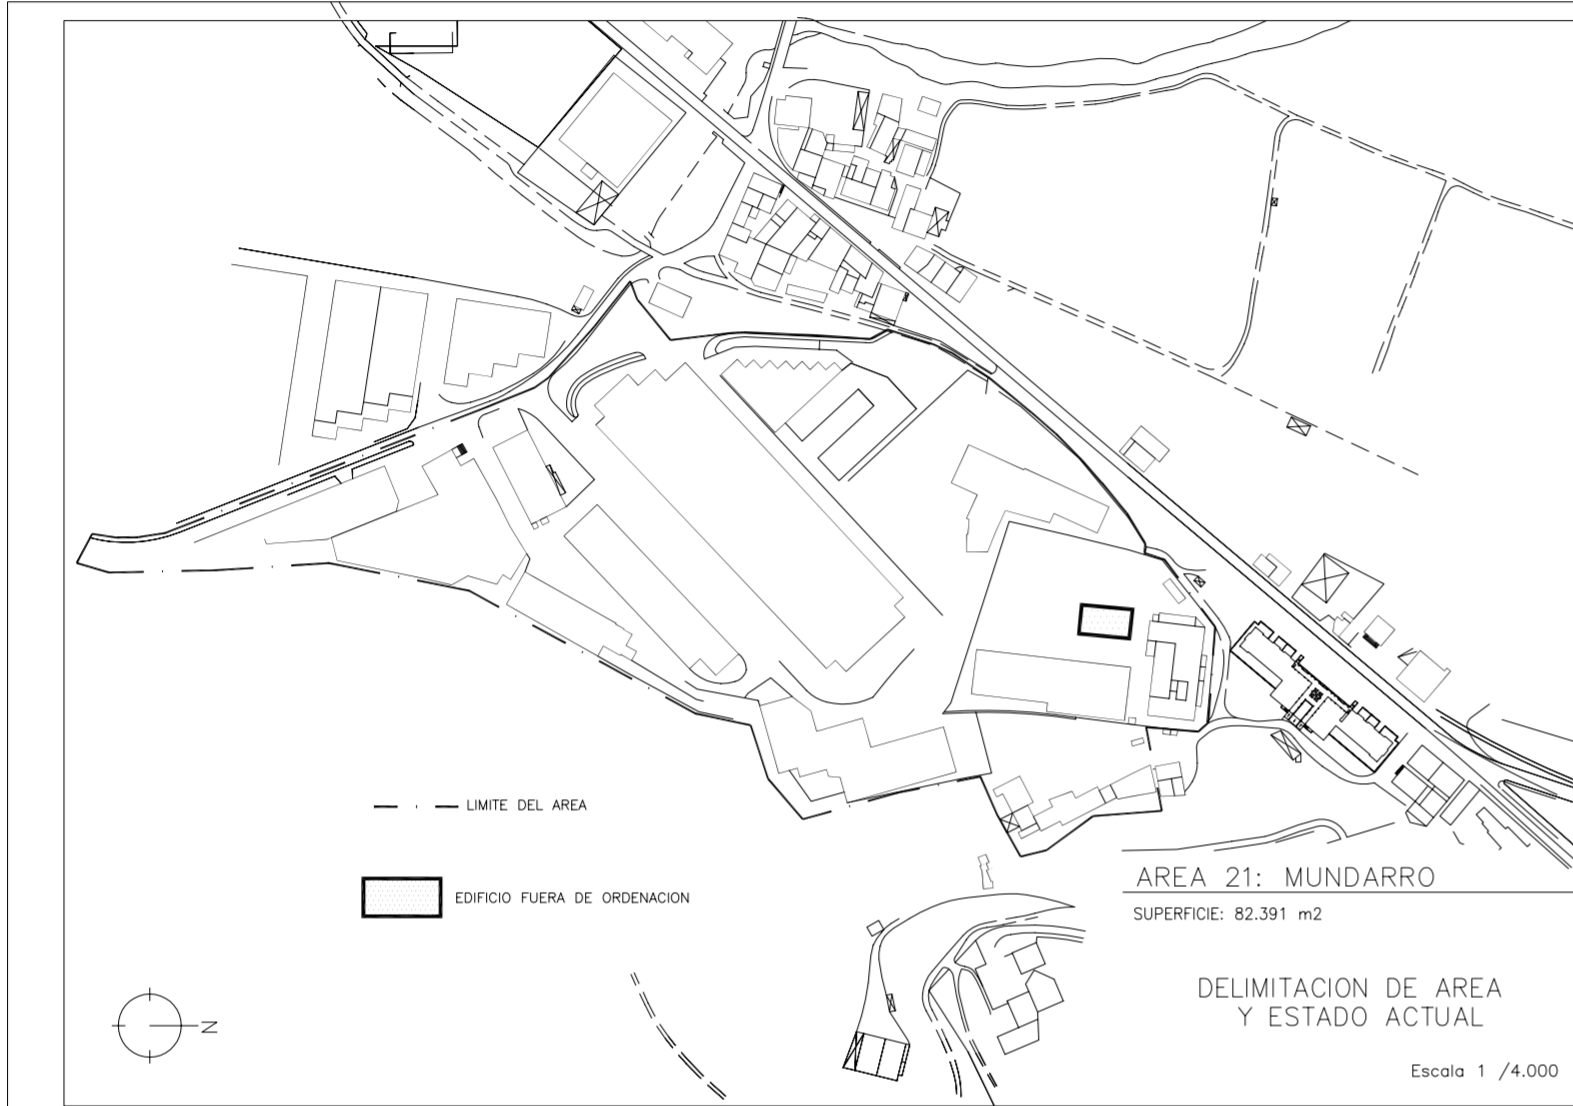 LIMITE DEL AREA
EDIFICIO FUERA DE ORDENACION
N
AREA 21: MUNDARRO
SUPERFICIE: 82.391 m2
DELIMITACION DE AREA
Y ESTADO ACTUAL
Escala 1 /4.000